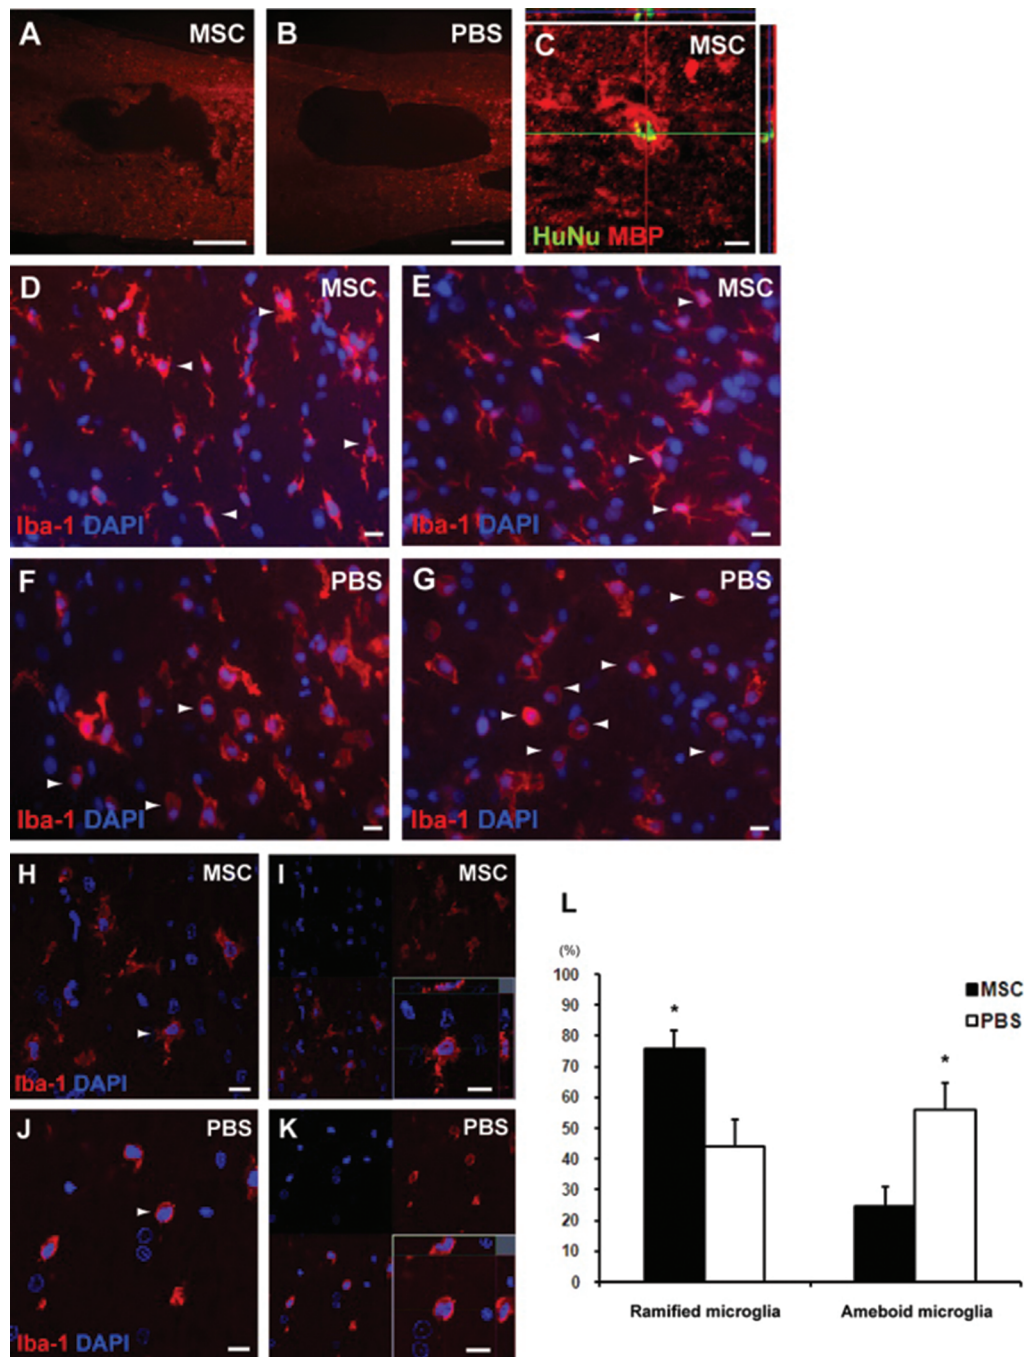 A MSC
B PBS
C MSC
HuNu MBP
D MSC
Iba-1 DAPI
E MSC
Iba-1 DAPI
F PBS
Iba-1 DAPI
G PBS
Iba-1 DAPI
H MSC
Iba-1 DAPI
I MSC
J PBS
Iba-1 DAPI
K PBS
L
(%)
100
90
80
70
60
50
40
30
20
10
0
*
*
MSC
PBS
Ramified microglia
Ameboid microglia